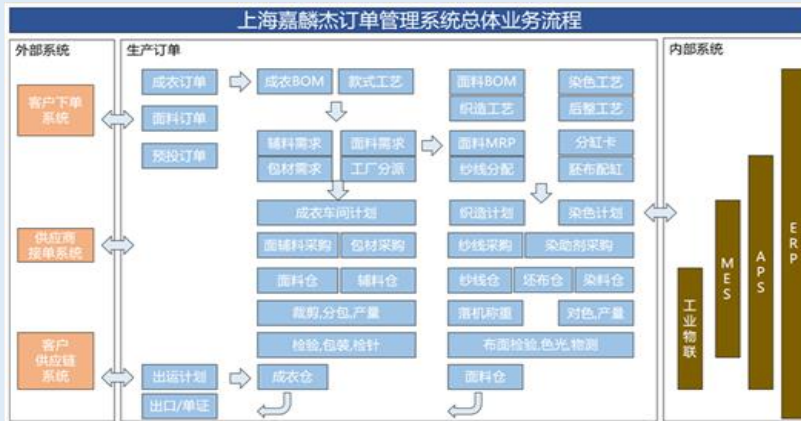 上海嘉麟杰订单管理系统总体业务流程
外部系统
客户下单
系统
供应商
接单系统
客户
供应链
系统
生产订单
成衣订单
面料订单
预投订单
成衣BOM
款式工艺
辅料需求
面料需求
包材需求
工厂分派
成衣车间计划
面辅料采购
包材采购
面料仓
辅料仓
裁剪,分包,产量
检验,包装,检针
出运计划
成衣仓
出口/单证
面料BOM
染色工艺
织造工艺
后整工艺
面料MRP
分缸卡
纱线分配
胚布配缸
织造计划
染色计划
纱线采购
染助剂采购
纱线仓
坯布仓
染料仓
落机称重
对色,产量
布面检验,色光,物测
面料仓
内部系统
工业物联
MES
APS
ERP